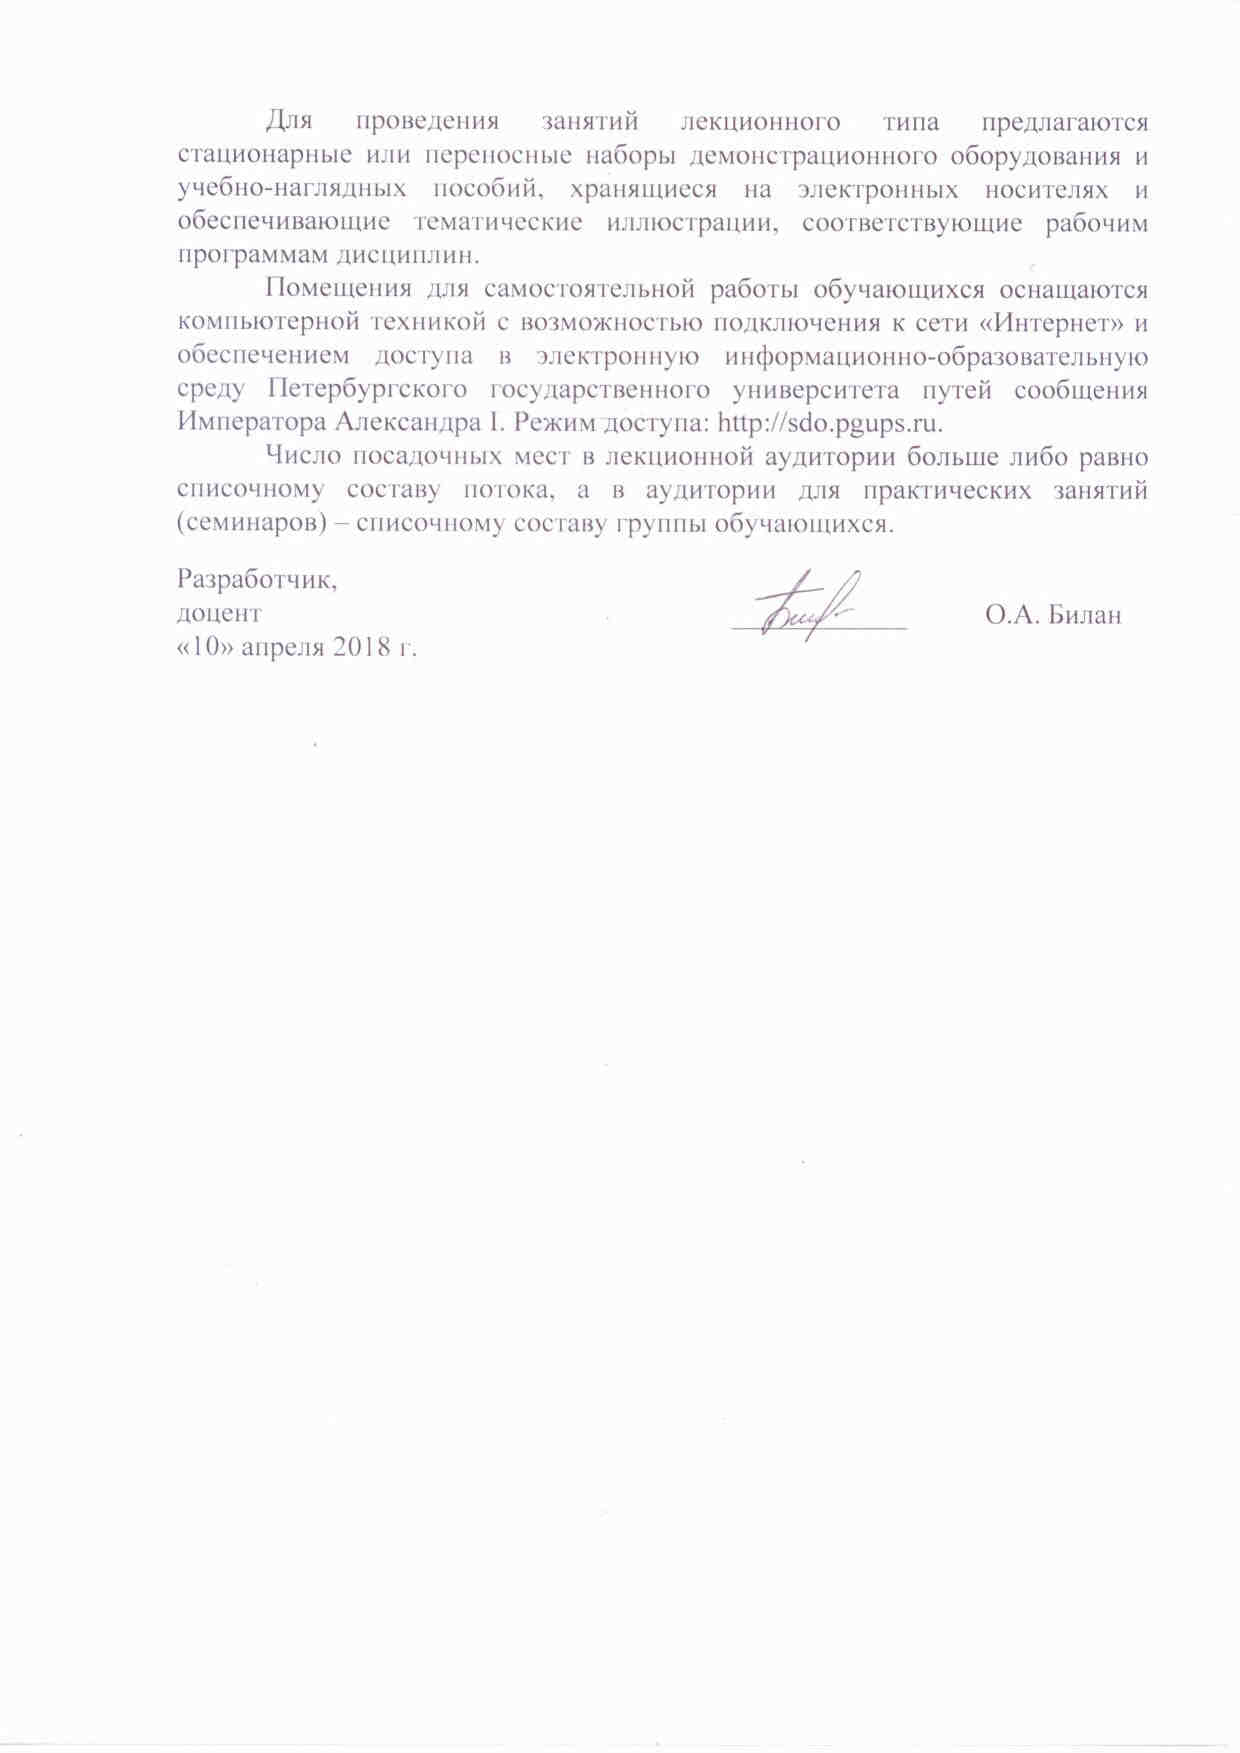 Для проведения занятий лекционного типа предлагаются
стационарные или переносные наборы демонстрационного оборудования и
учебно-наглядных пособий, хранящиеся на электронных носителях и
обеспечивающие тематические иллюстрации, соответствующие рабочим
программам дисциплин.
Помещения для самостоятельной работы обучающихся оснащаются
компьютерной техникой с возможностью подключения к сети «Интернет» и
обеспечением доступа в электронную информационно-образовательную
среду Петербургского государственного университета путей сообщения
Императора Александра I. Режим доступа: http://sdo.pgups.ru.
Число посадочных мест в лекционной аудитории больше либо равно
списочному составу потока, а в аудитории для практических занятий
(семинаров) – списочному составу группы обучающихся.
Разработчик,
доцент О.А. Билан
«10» апреля 2018 г.